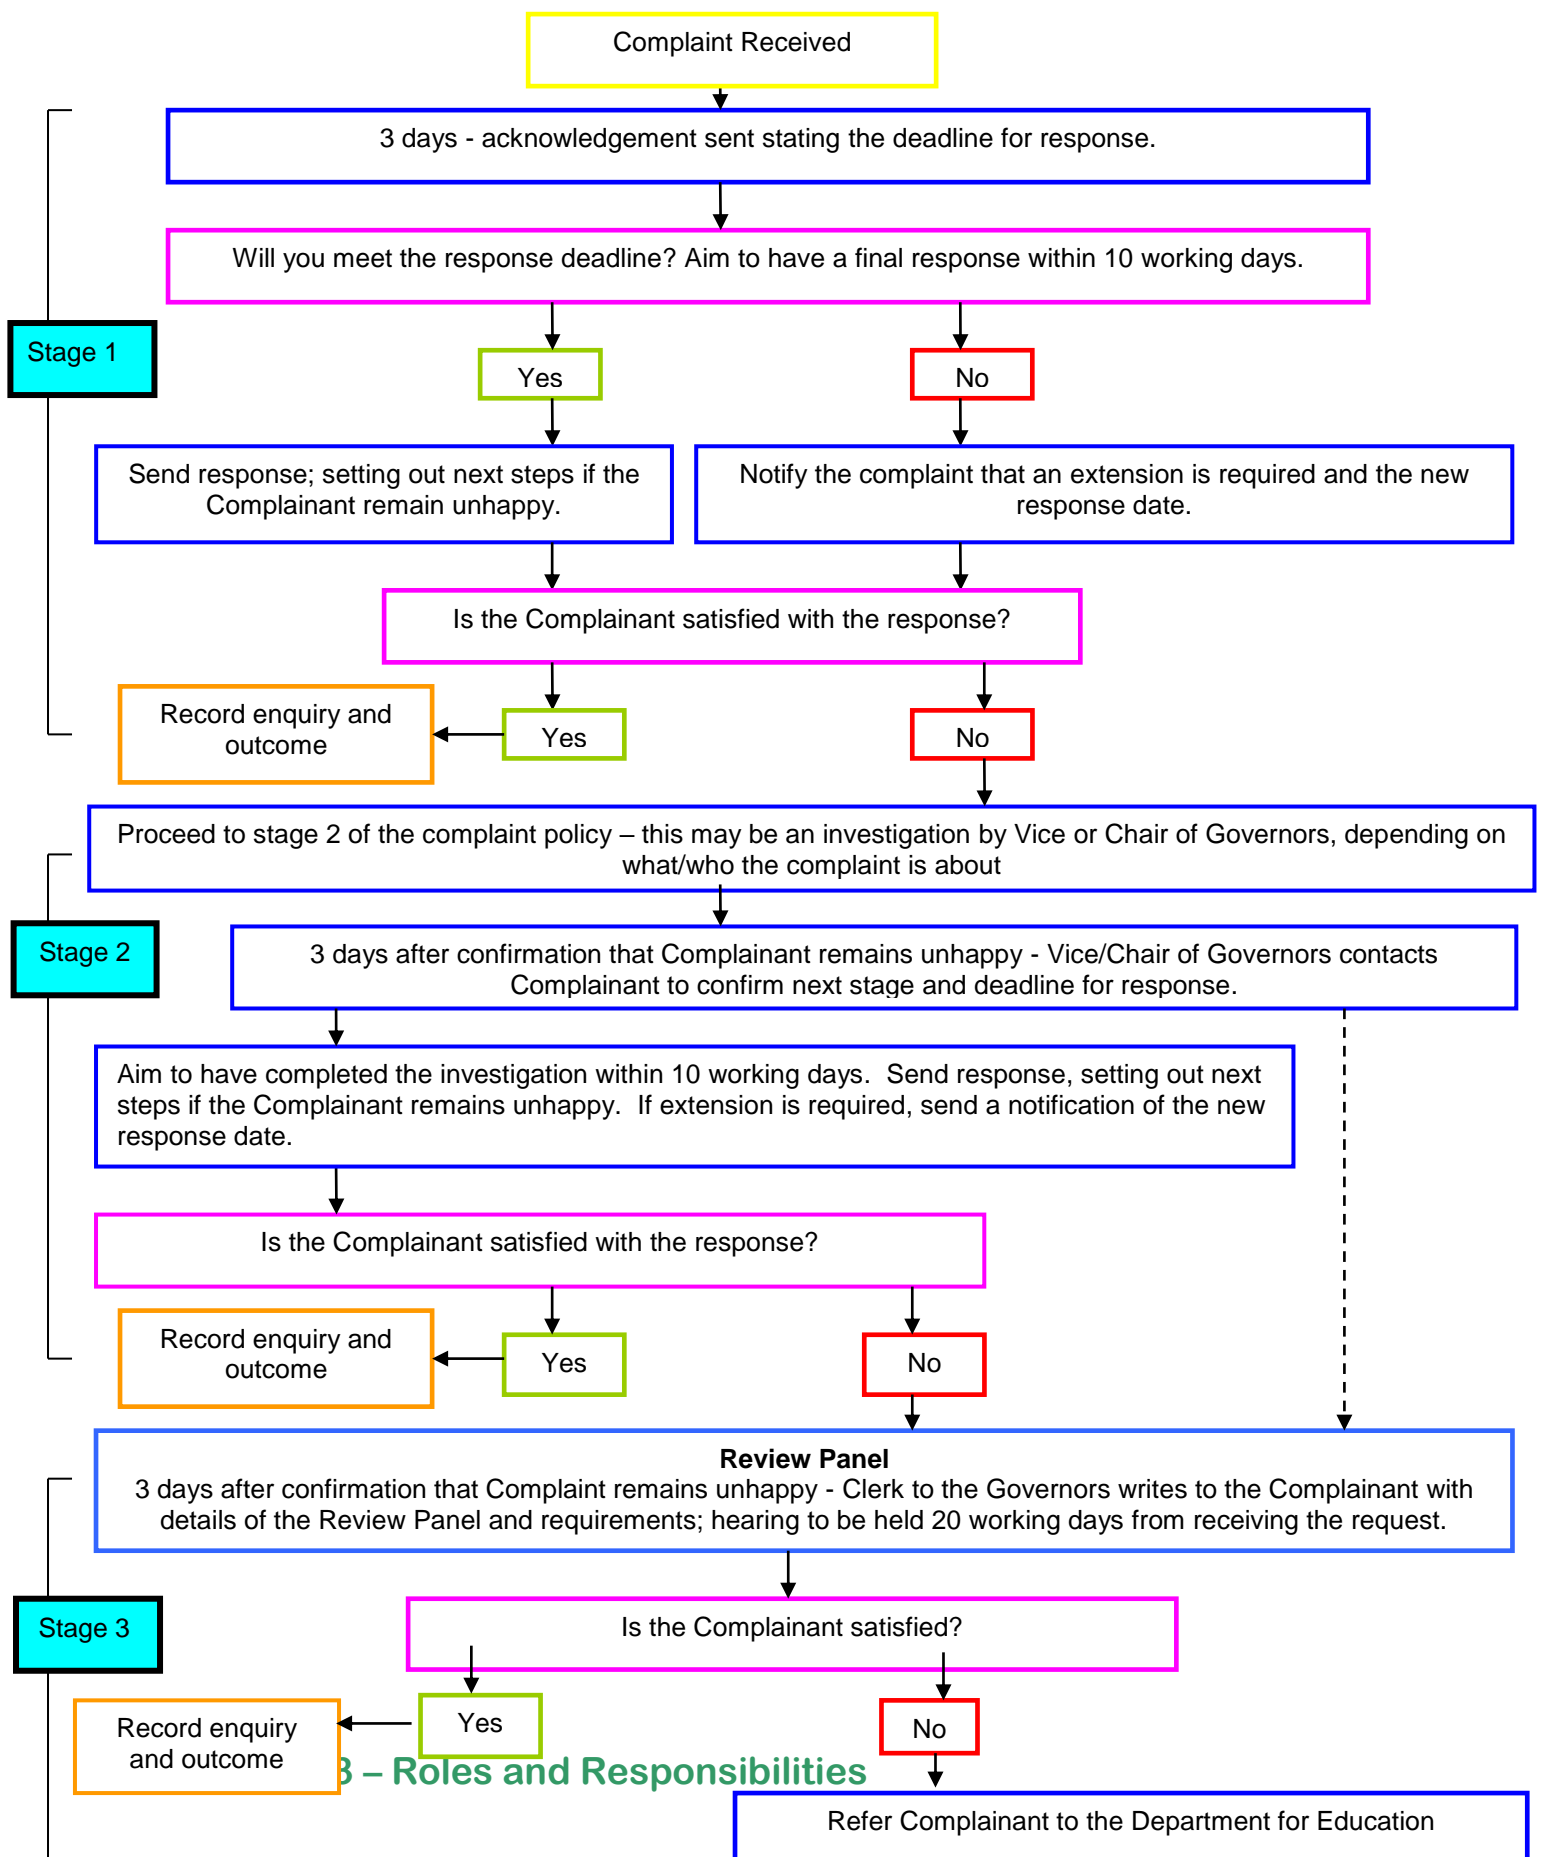 Complaint Received
3 days - acknowledgement sent stating the deadline for response.
Will you meet the response deadline? Aim to have a final response within 10 working days.
Stage 1
Yes
No
Send response; setting out next steps if the
Complainant remain unhappy.
Notify the complaint that an extension is required and the new
response date.
Is the Complainant satisfied with the response?
Record enquiry and
outcome
Yes
No
Proceed to stage 2 of the complaint policy – this may be an investigation by Vice or Chair of Governors, depending on
what/who the complaint is about
Stage 2
3 days after confirmation that Complainant remains unhappy - Vice/Chair of Governors contacts
Complainant to confirm next stage and deadline for response.
Aim to have completed the investigation within 10 working days.  Send response, setting out next
steps if the Complainant remains unhappy.  If extension is required, send a notification of the new
response date.
Is the Complainant satisfied with the response?
Record enquiry and
outcome
Yes
No
Review Panel
3 days after confirmation that Complaint remains unhappy - Clerk to the Governors writes to the Complainant with
details of the Review Panel and requirements; hearing to be held 20 working days from receiving the request.
Stage 3
Is the Complainant satisfied?
Record enquiry
and outcome
Yes
No
– Roles and Responsibilities
Refer Complainant to the Department for Education